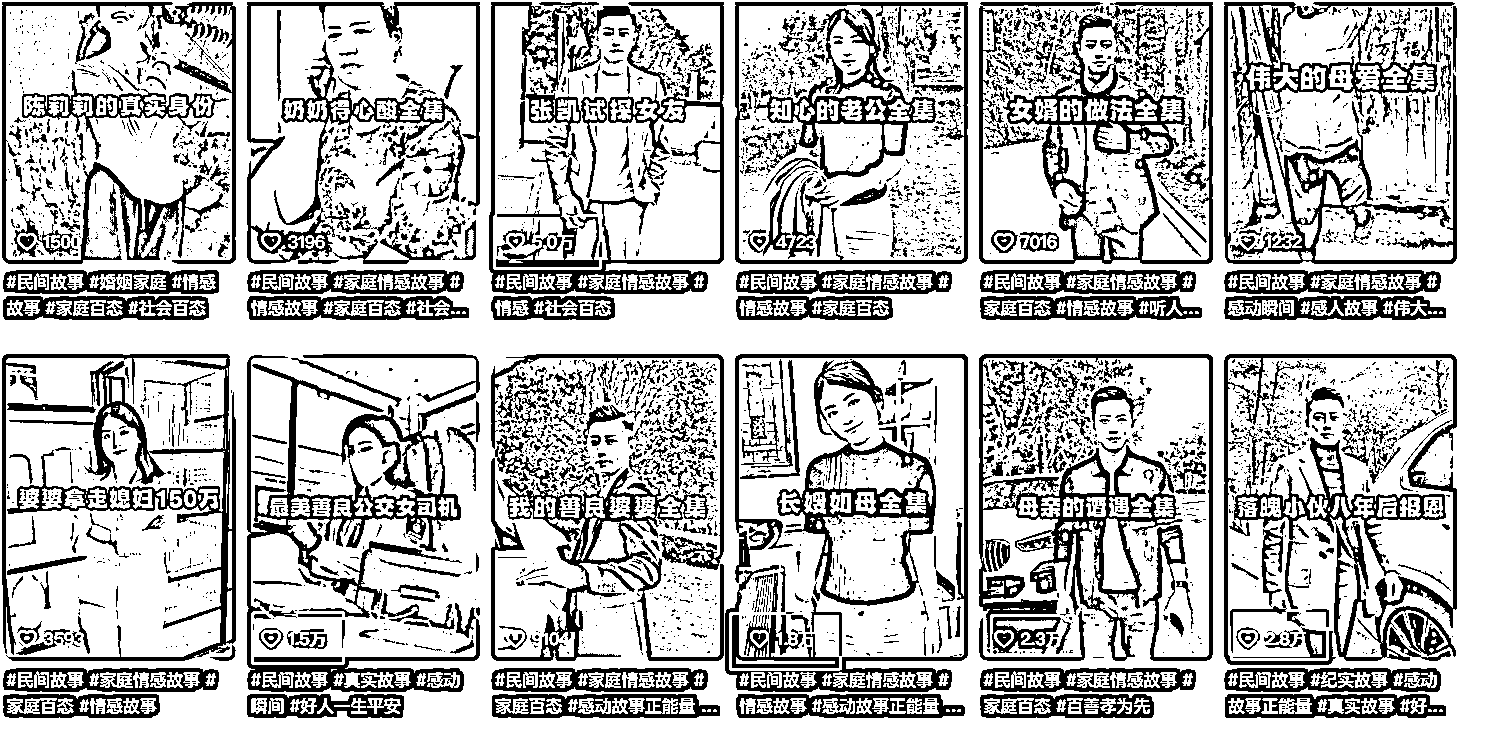 陈莉莉的真实身份
1500
#民间故事 #婚姻家庭 #情感
故事 #家庭百态 #社会百态
奶奶得心酸全集
3196
#民间故事 #家庭情感故事 #
情感故事 #家庭百态 #社会...
张凯试探女友
5.0万
#民间故事 #家庭情感故事 #
情感 #社会百态
知心的老公全集
4723
#民间故事 #家庭情感故事 #
情感故事 #家庭百态
女婿的做法全集
7016
#民间故事 #家庭情感故事 #
家庭百态 #情感故事 #听人...
万福
伟大的母爱全集
1232
#民间故事 #家庭情感故事 #
感动瞬间 #感人故事 #伟大...
婆婆拿走媳妇150万
3593
#民间故事 #家庭情感故事 #
家庭百态 #情感故事
最美善良公交女司机
1.5万
#民间故事 #真实故事 #感动
瞬间 #好人一生平安
我的善良婆婆全集
#民间故事 #家庭情感故事 #
家庭百态 #感动故事正能量 ...
长嫂如母全集
1.8万
#民间故事 #家庭情感故事 #
情感故事 #感动故事正能量 ...
母亲的遭遇全集
2.3万
#民间故事 #家庭情感故事 #
家庭百态 #百善孝为先
落魄小伙八年后报恩
2.8万
#民间故事 #纪实故事 #感动
故事正能量 #真实故事 #好...